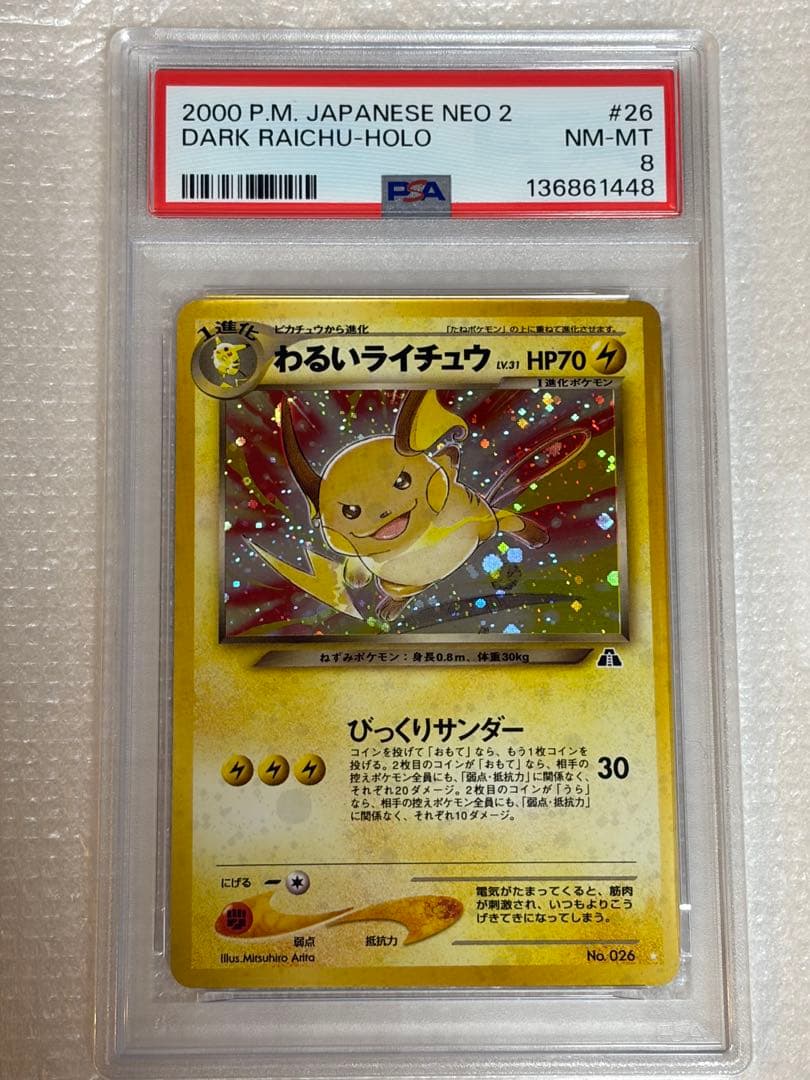 2000 P.M. JAPANESE NEO 2 #26
DARK RAICHU-HOLO NM-MT
8
PSA 136861448
1進化 ピカチュウから進化 「たねポケモン」の上に重ねて進化させます。
わるいライチュウ LV.31 HP70
1進化ポケモン
ねずみポケモン：身長0.8m、体重30kg
びっくりサンダー
コインを投げて「おもて」なら、もう1枚コインを
投げる。2枚目のコインが「おもて」なら、相手の
控えポケモン全員にも、「弱点・抵抗力」に関係なく、
それぞれ20ダメージ。2枚目のコインが「うら」
なら、相手の控えポケモン全員にも、「弱点・抵抗力」
に関係なく、それぞれ10ダメージ。
30
にげる
弱点 抵抗力
電気がたまってくると、筋肉
が刺激され、いつもよりこう
げきてきになってしまう。
Illus.Mitsuhiro Arita No. 026